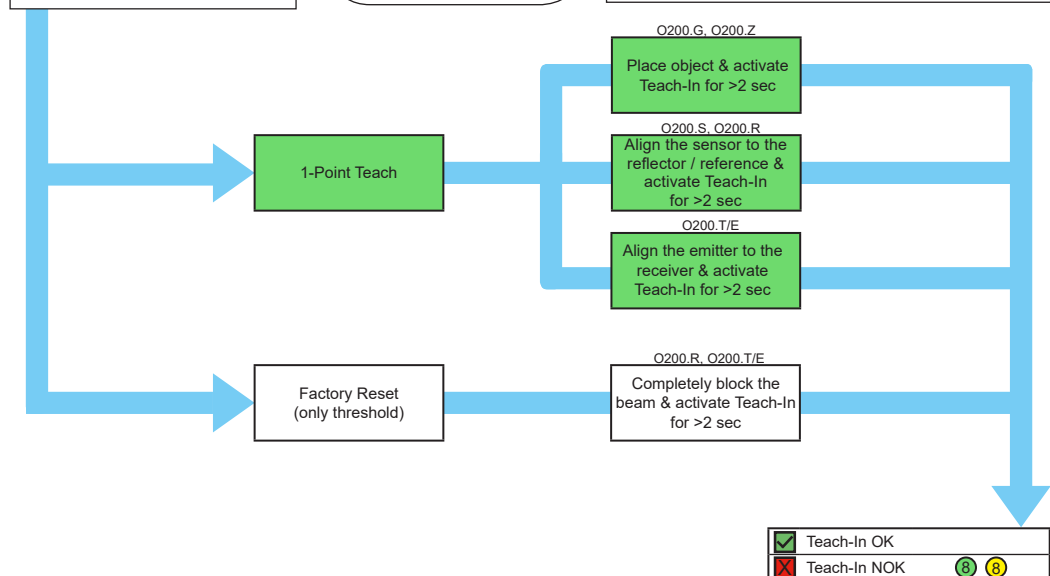 O200.G, O200.Z
Place object & activate
Teach-In for >2 sec
O200.S, O200.R
Align the sensor to the
reflector / reference &
activate Teach-In
for >2 sec
1-Point Teach
O200.T/E
Align the emitter to the
receiver & activate
Teach-In for >2 sec
O200.R, O200.T/E
Factory Reset
(only threshold)
Completely block the
beam & activate Teach-In
for >2 sec
Teach-In OK
Teach-In NOK 8 8